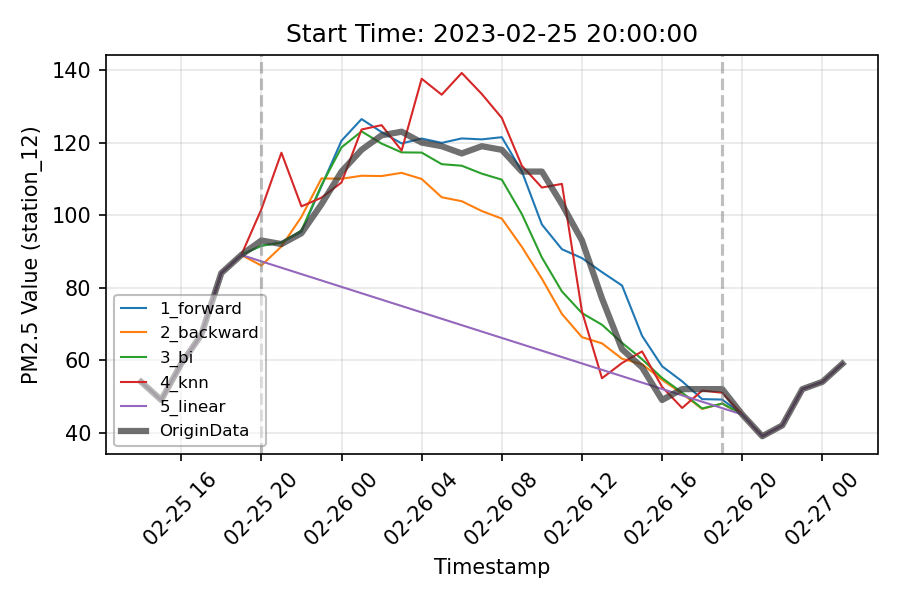 Start Time: 2023-02-25 20:00:00
PM2.5 Value (station_12)
140
120
100
80
60
40
1_forward
2_backward
3_bi
4_knn
5_linear
OriginData
02-25 16
02-25 20
02-26 00
02-26 04
02-26 08
02-26 12
02-26 16
02-26 20
02-27 00
Timestamp